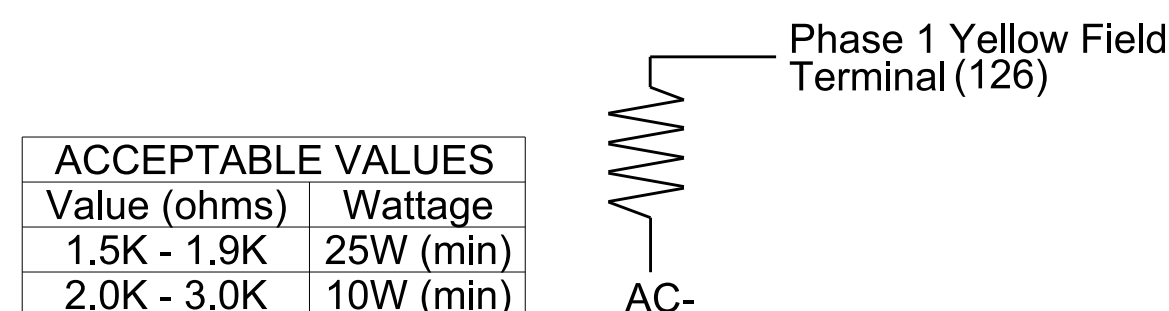 Phase 1 Yellow Field
Terminal (126)
ACCEPTABLE VALUES
Value (ohms) Wattage
1.5K - 1.9K 25W (min)
2.0K - 3.0K 10W (min)
AC-